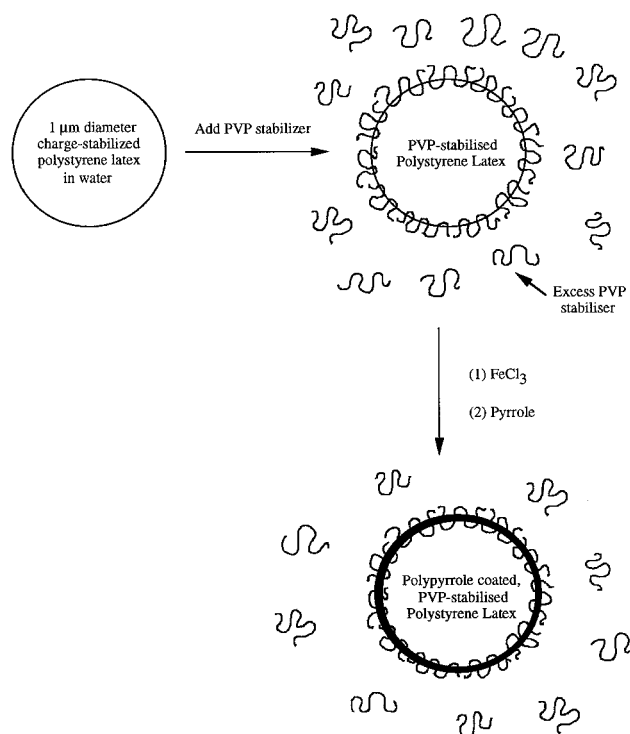 1 µm diameter
charge-stabilized
polystyrene latex
in water
Add PVP stabilizer
PVP-stabilised
Polystyrene Latex
Excess PVP
stabiliser
(1) FeCl3
(2) Pyrrole
Polypyrrole coated,
PVP-stabilised
Polystyrene Latex